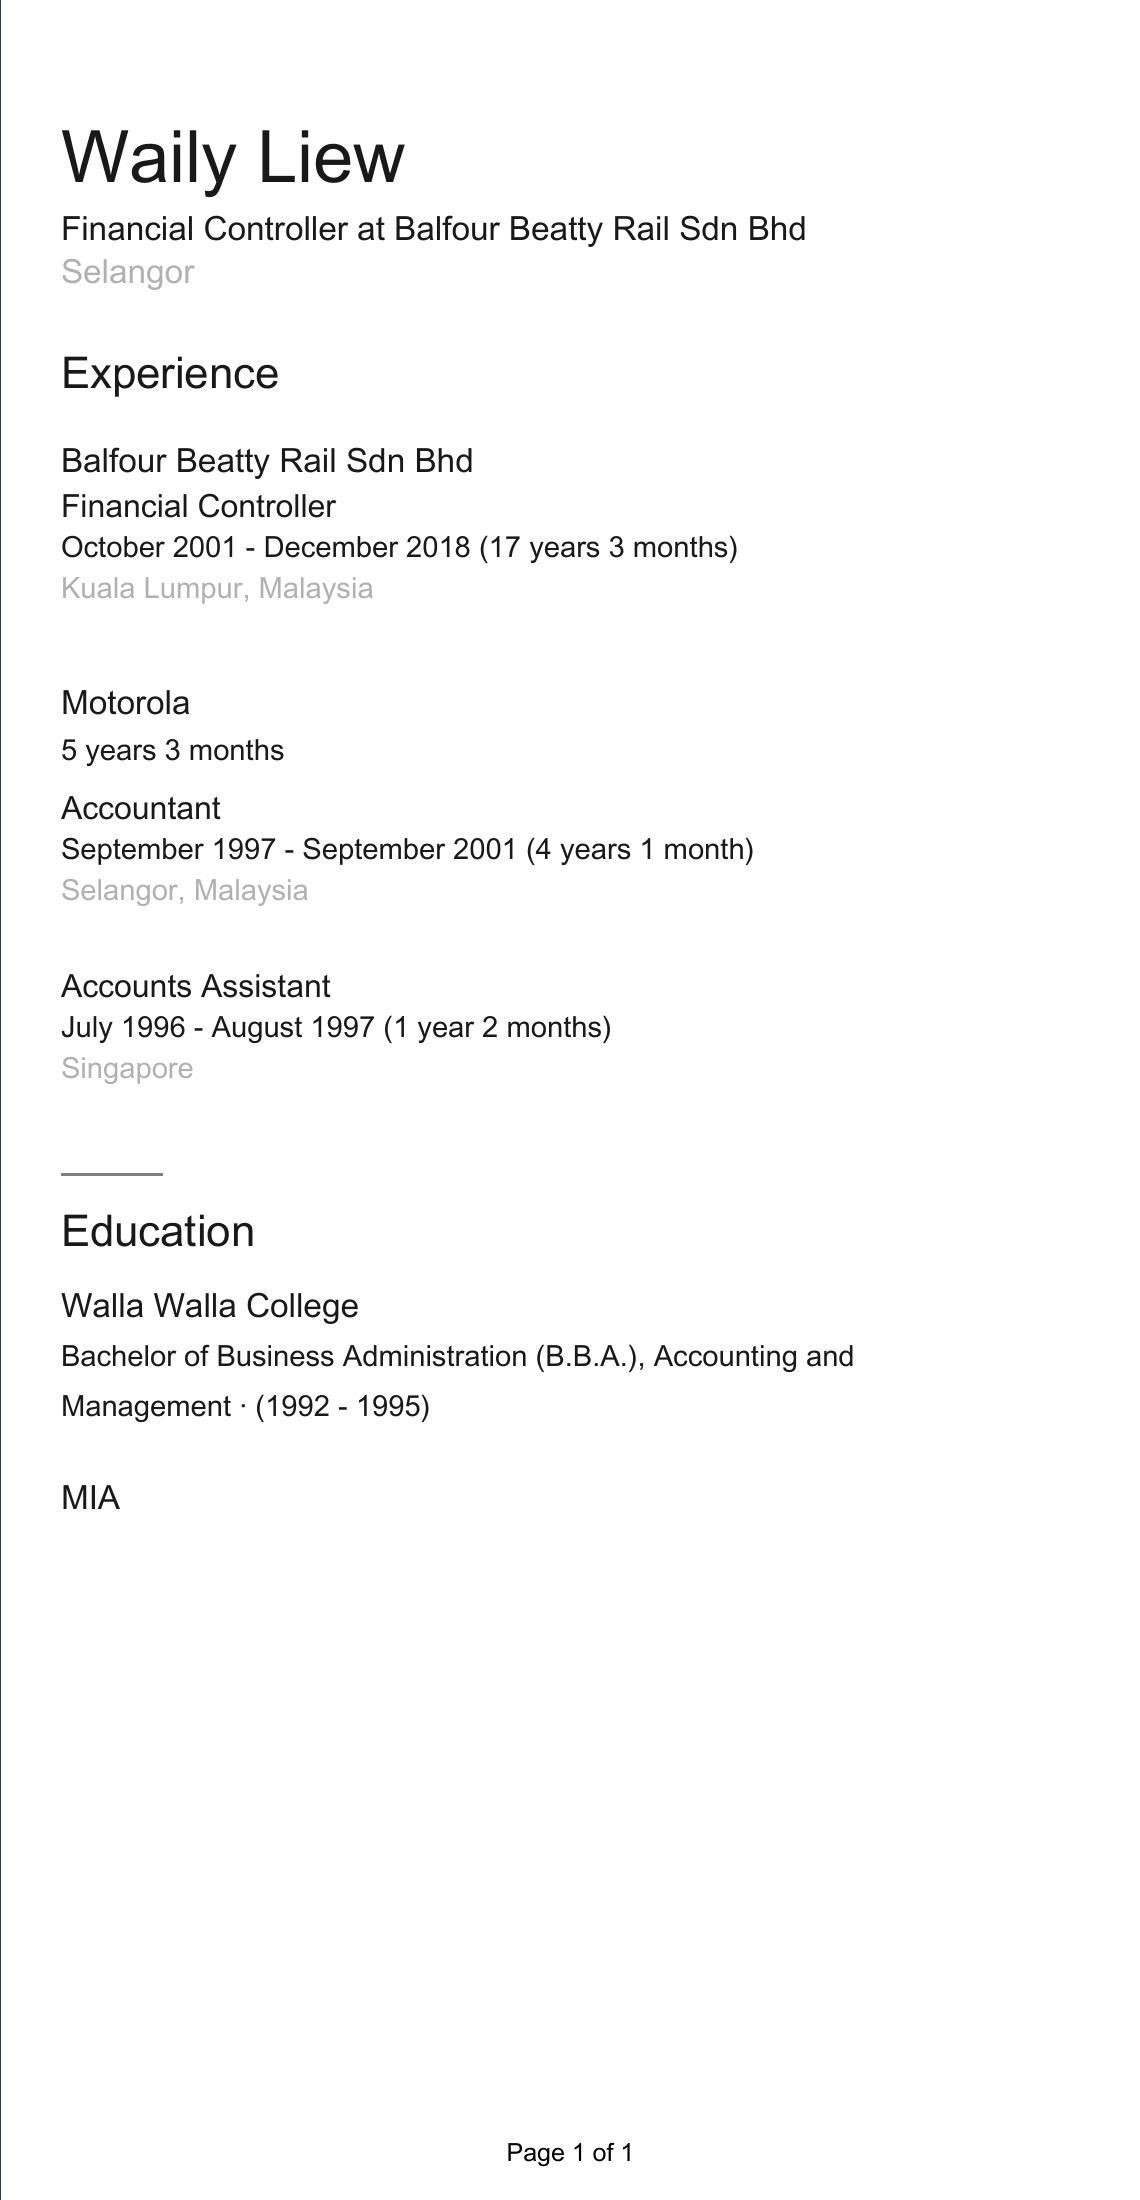 Waily Liew
Financial Controller at Balfour Beatty Rail Sdn Bhd
Selangor
Experience
Balfour Beatty Rail Sdn Bhd
Financial Controller
October 2001 - December 2018 (17 years 3 months)
Kuala Lumpur, Malaysia
Motorola
5 years 3 months
Accountant
September 1997 - September 2001 (4 years 1 month)
Selangor, Malaysia
Accounts Assistant
July 1996 - August 1997 (1 year 2 months)
Singapore
Education
Walla Walla College
Bachelor of Business Administration (B.B.A.), Accounting and
Management · (1992 - 1995)
MIA
Page 1 of 1